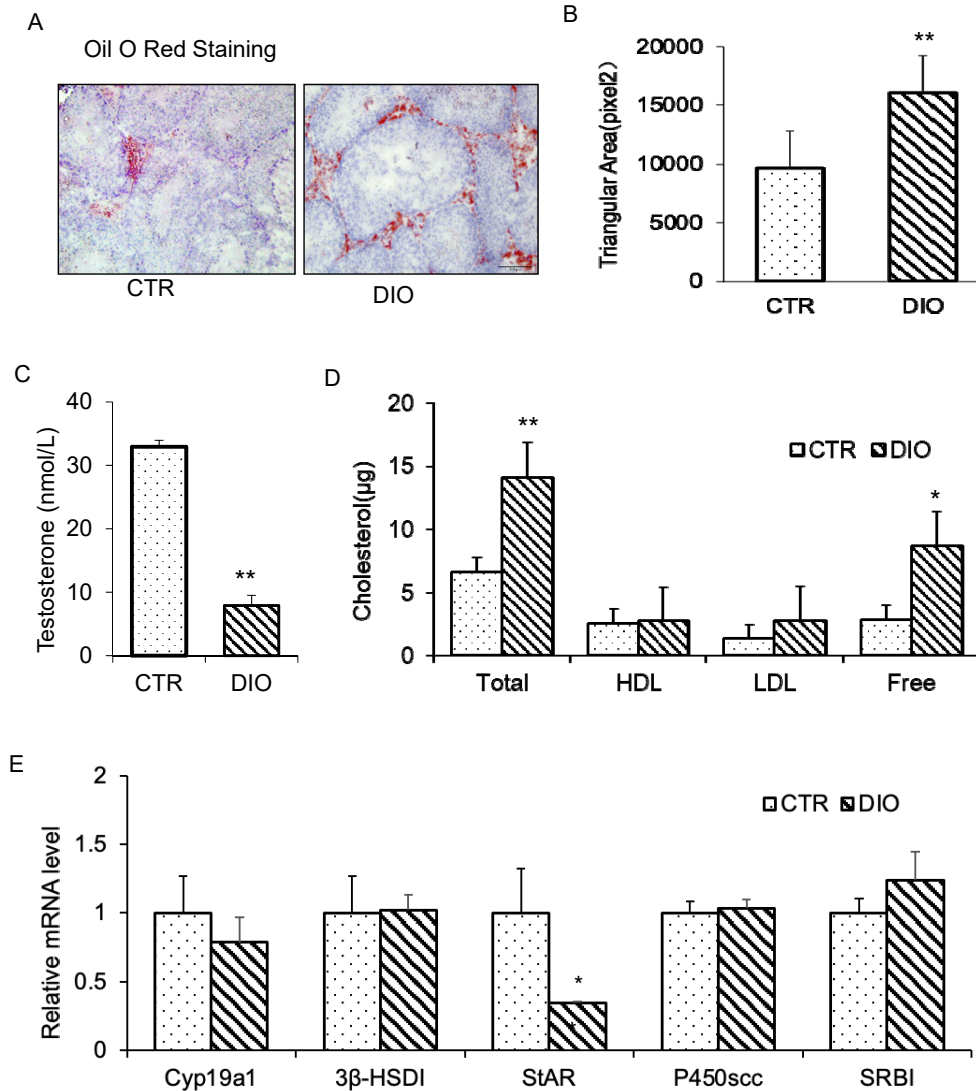 A
Oil O Red Staining
CTR
DIO
B
Triangular Area(pixel2)
20000
15000
10000
5000
0
**
CTR
DIO
C
Testosterone (nmol/L)
40
30
20
10
0
**
CTR
DIO
D
Cholesterol(µg)
20
15
10
5
0
**
*
CTR DIO
Total HDL LDL Free
E
Relative mRNA level
2
1.5
1
0.5
0
*
CTR DIO
Cyp19a1 3β-HSDI StAR P450scc SRBI